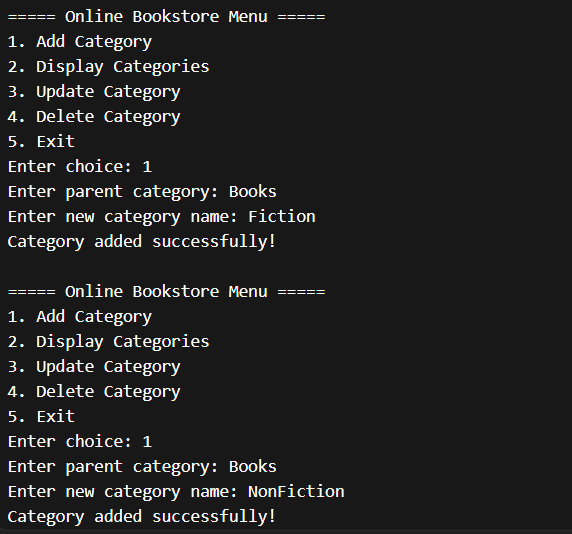 ===== Online Bookstore Menu =====
1. Add Category
2. Display Categories
3. Update Category
4. Delete Category
5. Exit
Enter choice: 1
Enter parent category: Books
Enter new category name: Fiction
Category added successfully!

===== Online Bookstore Menu =====
1. Add Category
2. Display Categories
3. Update Category
4. Delete Category
5. Exit
Enter choice: 1
Enter parent category: Books
Enter new category name: NonFiction
Category added successfully!